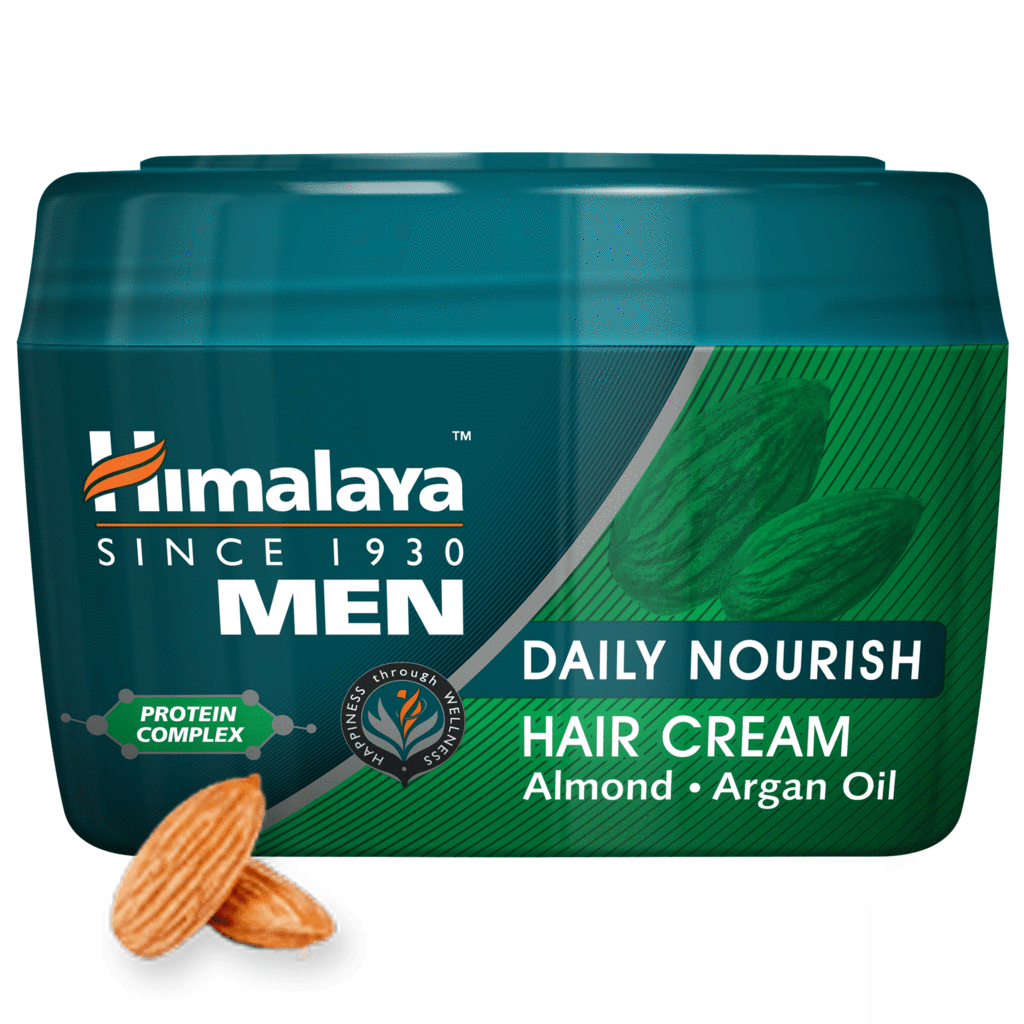 Himalaya™
SINCE 1930
MEN
PROTEIN
COMPLEX
HAPPINESS through WELLNESS
DAILY NOURISH
HAIR CREAM
Almond • Argan Oil